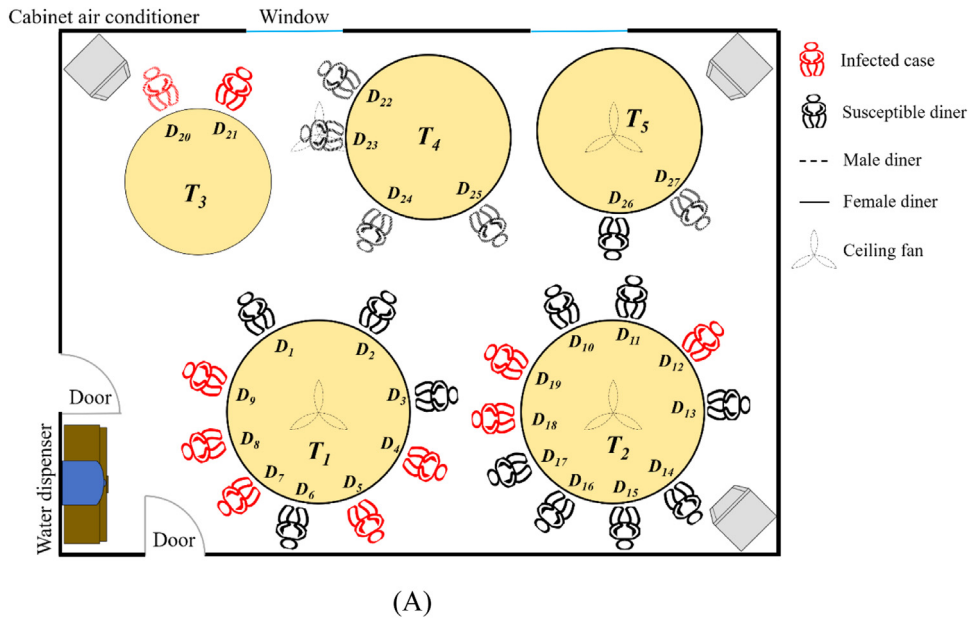 Cabinet air conditioner
Window
D20
D21
T3
D22
D23
T4
D24
D25
T5
D26
D27
Infected case
Susceptible diner
Male diner
Female diner
Ceiling fan
D1
D2
D3
D4
D5
D6
D7
D8
D9
T1
D10
D11
D12
D13
D14
D15
D16
D17
D18
D19
T2
Door
Water dispenser
Door
(A)